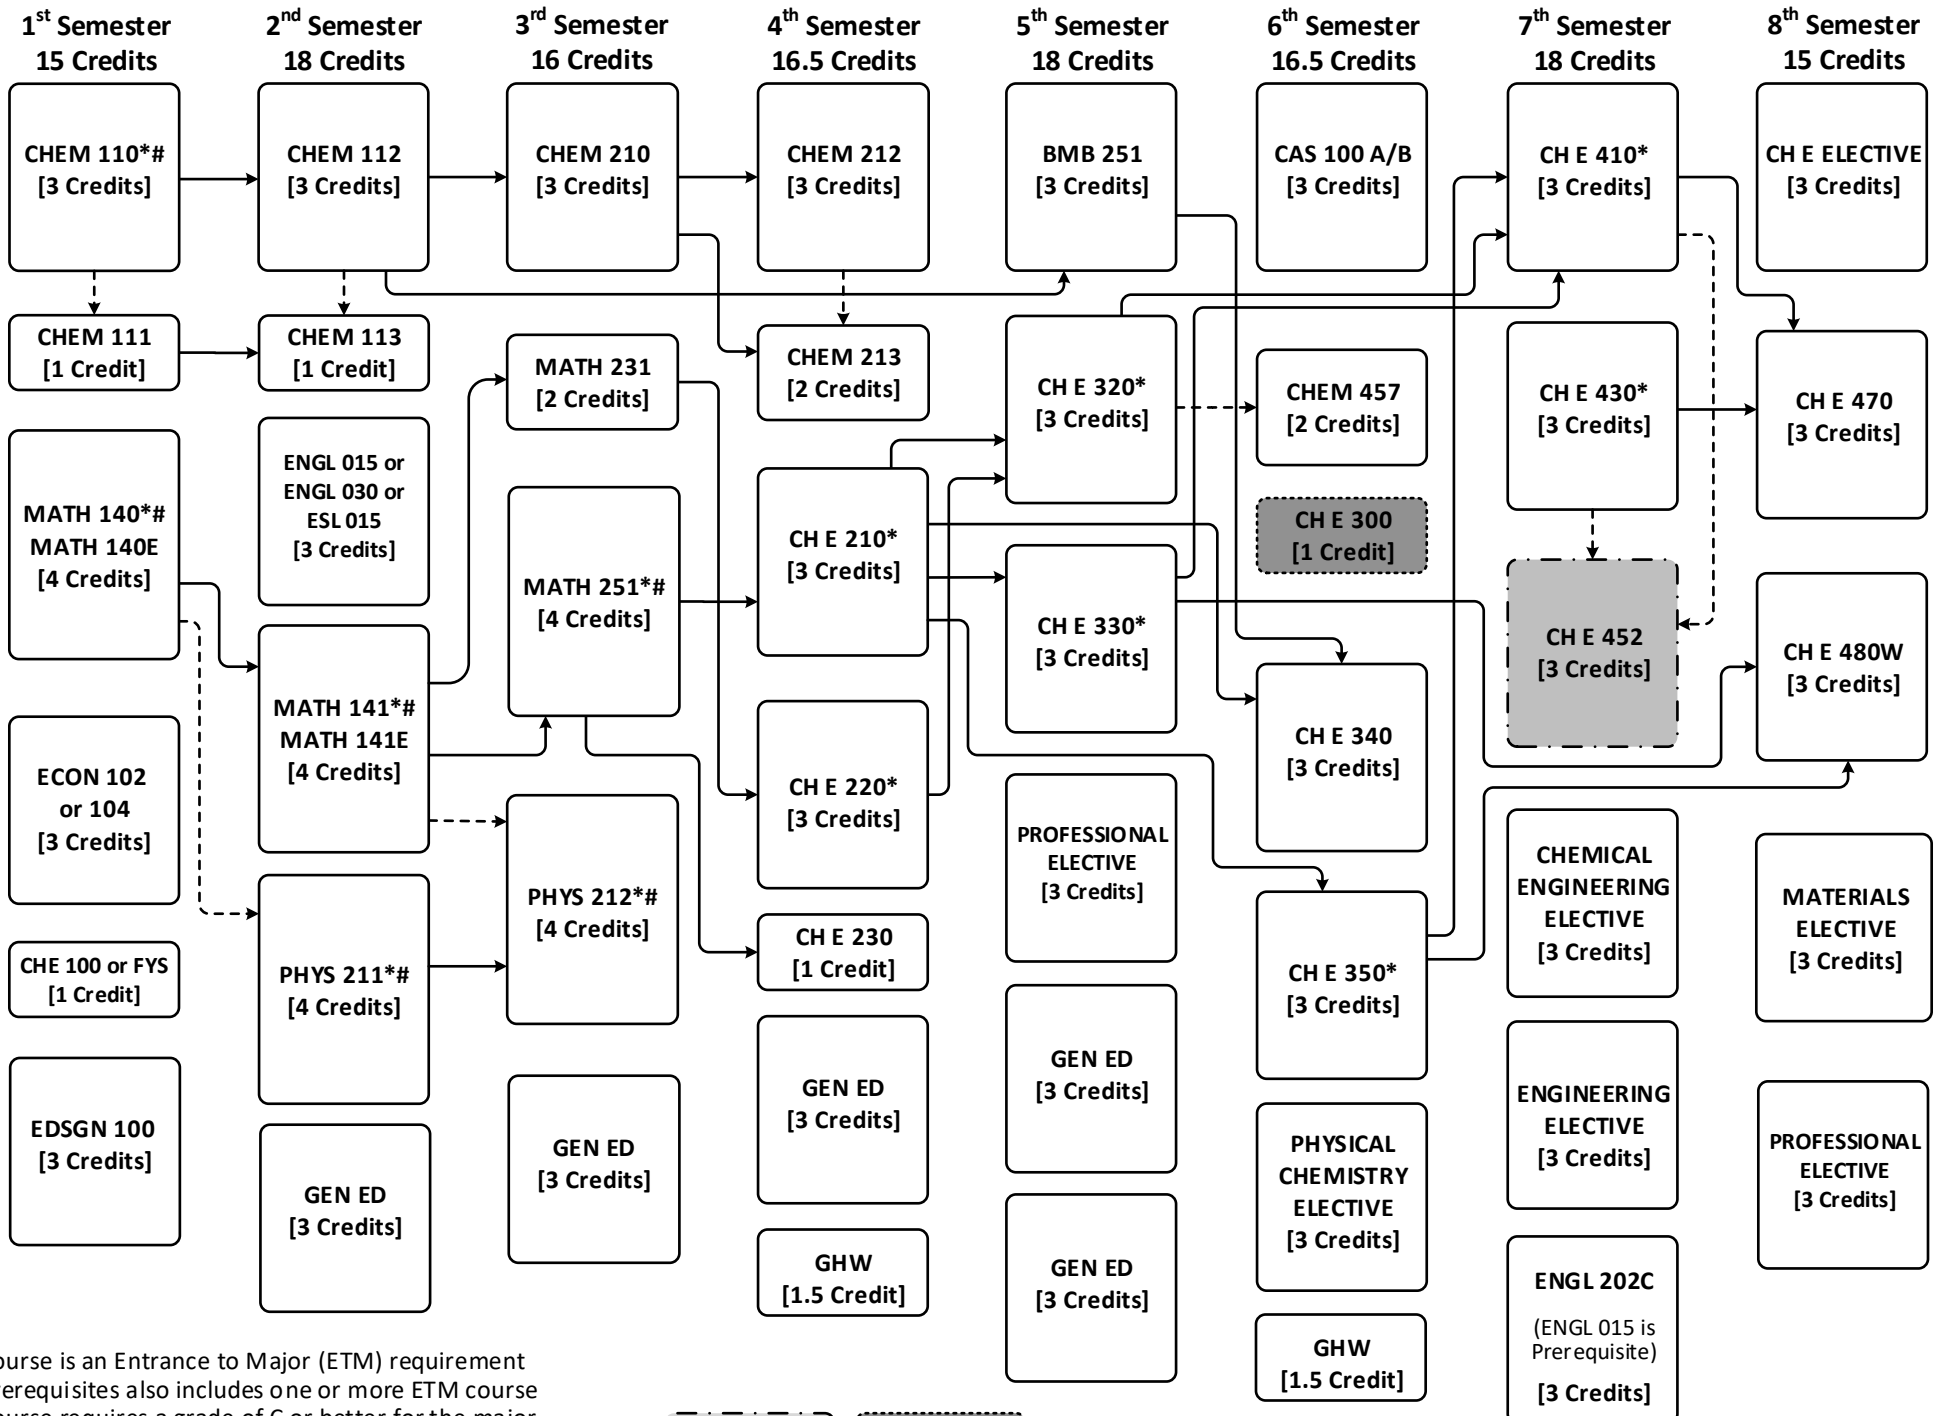 1st Semester
15 Credits
2nd Semester
18 Credits
3rd Semester
16 Credits
4th Semester
16.5 Credits
5th Semester
18 Credits
6th Semester
16.5 Credits
7th Semester
18 Credits
8th Semester
15 Credits
CHEM 110*#
[3 Credits]
CHEM 111
[1 Credit]
MATH 140*#
MATH 140E
[4 Credits]
ECON 102
or 104
[3 Credits]
CHE 100 or FYS
[1 Credit]
EDSGN 100
[3 Credits]
CHEM 112
[3 Credits]
CHEM 113
[1 Credit]
ENGL 015 or
ENGL 030 or
ESL 015
[3 Credits]
MATH 141*#
MATH 141E
[4 Credits]
PHYS 211*#
[4 Credits]
GEN ED
[3 Credits]
CHEM 210
[3 Credits]
MATH 231
[2 Credits]
MATH 251*#
[4 Credits]
PHYS 212*#
[4 Credits]
GEN ED
[3 Credits]
CHEM 212
[3 Credits]
CHEM 213
[2 Credits]
CH E 210*
[3 Credits]
CH E 220*
[3 Credits]
CH E 230
[1 Credit]
GEN ED
[3 Credits]
GHW
[1.5 Credit]
BMB 251
[3 Credits]
CH E 320*
[3 Credits]
CH E 330*
[3 Credits]
PROFESSIONAL
ELECTIVE
[3 Credits]
GEN ED
[3 Credits]
GEN ED
[3 Credits]
CAS 100 A/B
[3 Credits]
CHEM 457
[2 Credits]
CH E 300
[1 Credit]
CH E 340
[3 Credits]
CH E 350*
[3 Credits]
PHYSICAL
CHEMISTRY
ELECTIVE
[3 Credits]
GHW
[1.5 Credit]
CH E 410*
[3 Credits]
CH E 430*
[3 Credits]
CH E 452
[3 Credits]
CHEMICAL
ENGINEERING
ELECTIVE
[3 Credits]
ENGINEERING
ELECTIVE
[3 Credits]
ENGL 202C
(ENGL 015 is
Prerequisite)
[3 Credits]
CH E ELECTIVE
[3 Credits]
CH E 470
[3 Credits]
CH E 480W
[3 Credits]
MATERIALS
ELECTIVE
[3 Credits]
PROFESSIONAL
ELECTIVE
[3 Credits]
ourse is an Entrance to Major (ETM) requirement
rerequisites also includes one or more ETM course
ourse requires a grade of C or better for the major